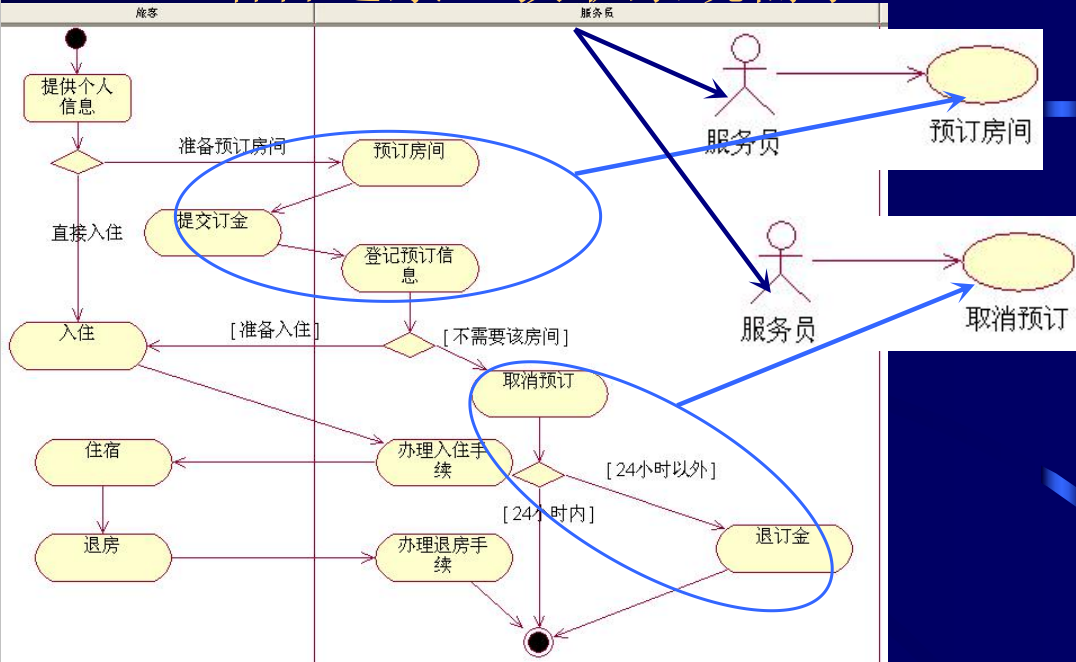 旅客
服务员
提供个人
信息
准备预订房间
预订房间
服务员
预订房间
直接入住
提交订金
登记预订信
息
入住
[准备入住]
[不需要该房间]
服务员
取消预订
取消预订
住宿
办理入住手
续
[24小时以外]
[24小时内]
退房
办理退房手
续
退订金